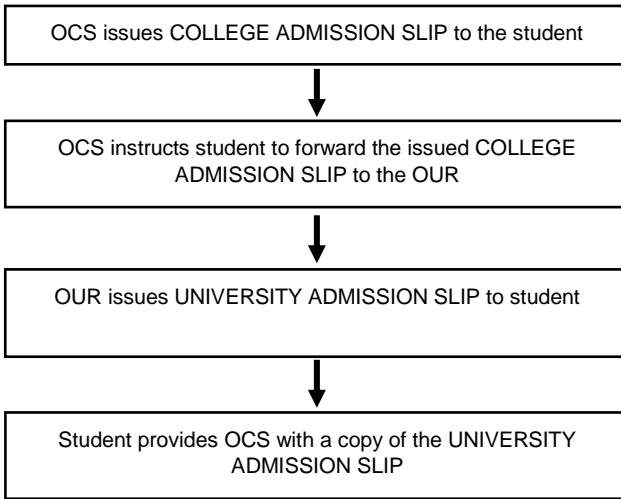 OCS issues COLLEGE ADMISSION SLIP to the student
OCS instructs student to forward the issued COLLEGE
ADMISSION SLIP to the OUR
OUR issues UNIVERSITY ADMISSION SLIP to student
Student provides OCS with a copy of the UNIVERSITY
ADMISSION SLIP